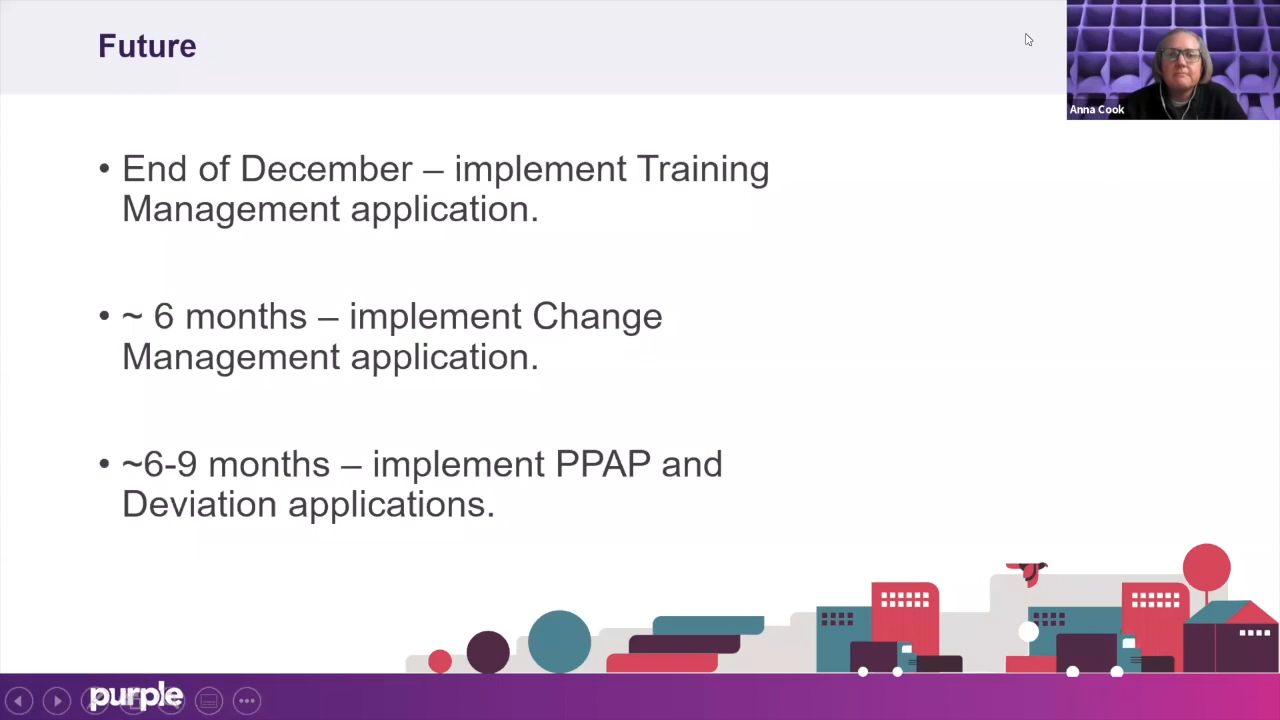 Future
Anna Cook
• End of December – implement Training
Management application.
• ~ 6 months – implement Change
Management application.
• ~6-9 months – implement PPAP and
Deviation applications.
purple